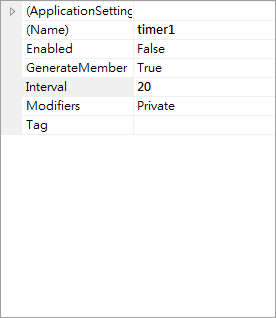 (ApplicationSetting
(Name) timer1
Enabled False
GenerateMember True
Interval 20
Modifiers Private
Tag